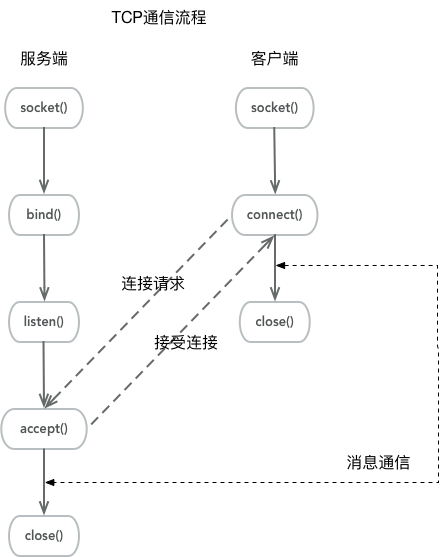 TCP通信流程
服务端
客户端
socket()
socket()
bind()
connect()
连接请求
listen()
close()
接受连接
accept()
消息通信
close()